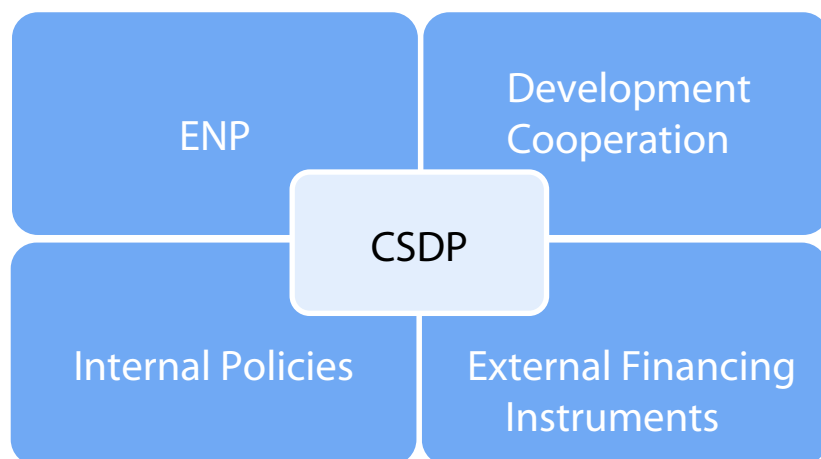 ENP
Development
Cooperation
CSDP
Internal Policies
External Financing
Instruments